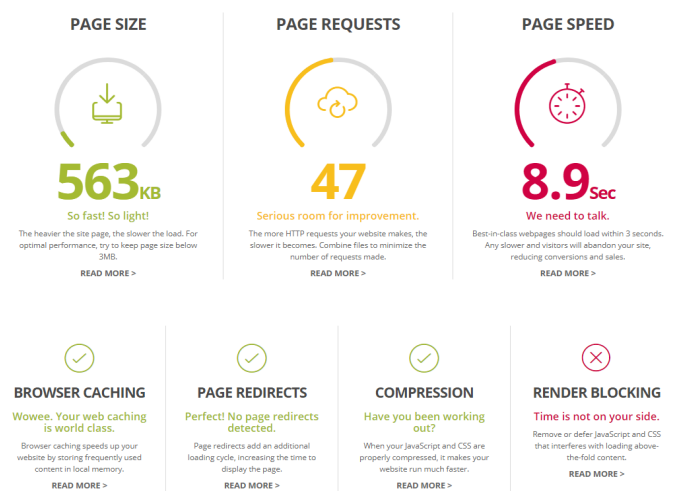 PAGE SIZE
563KB
So fast! So light!
The heavier the site page, the slower the load. For
optimal performance, try to keep page size below
3MB.
READ MORE >
PAGE REQUESTS
47
Serious room for improvement.
The more HTTP requests your website makes, the
slower it becomes. Combine files to minimize the
number of requests made.
READ MORE >
PAGE SPEED
8.9Sec
We need to talk.
Best-in-class webpages should load within 3 seconds.
Any slower and visitors will abandon your site,
reducing conversions and sales.
READ MORE >
BROWSER CACHING
Wowee. Your web caching
is world class.
Browser caching speeds up your
website by storing frequently used
content in local memory.
READ MORE >
PAGE REDIRECTS
Perfect! No page redirects
detected.
Page redirects add an additional
loading cycle, increasing the time to
display the page.
READ MORE >
COMPRESSION
Have you been working
out?
When your JavaScript and CSS are
properly compressed, it makes your
website run much faster.
READ MORE >
RENDER BLOCKING
Time is not on your side.
Remove or defer JavaScript and CSS
that interferes with loading above-
the-fold content.
READ MORE >